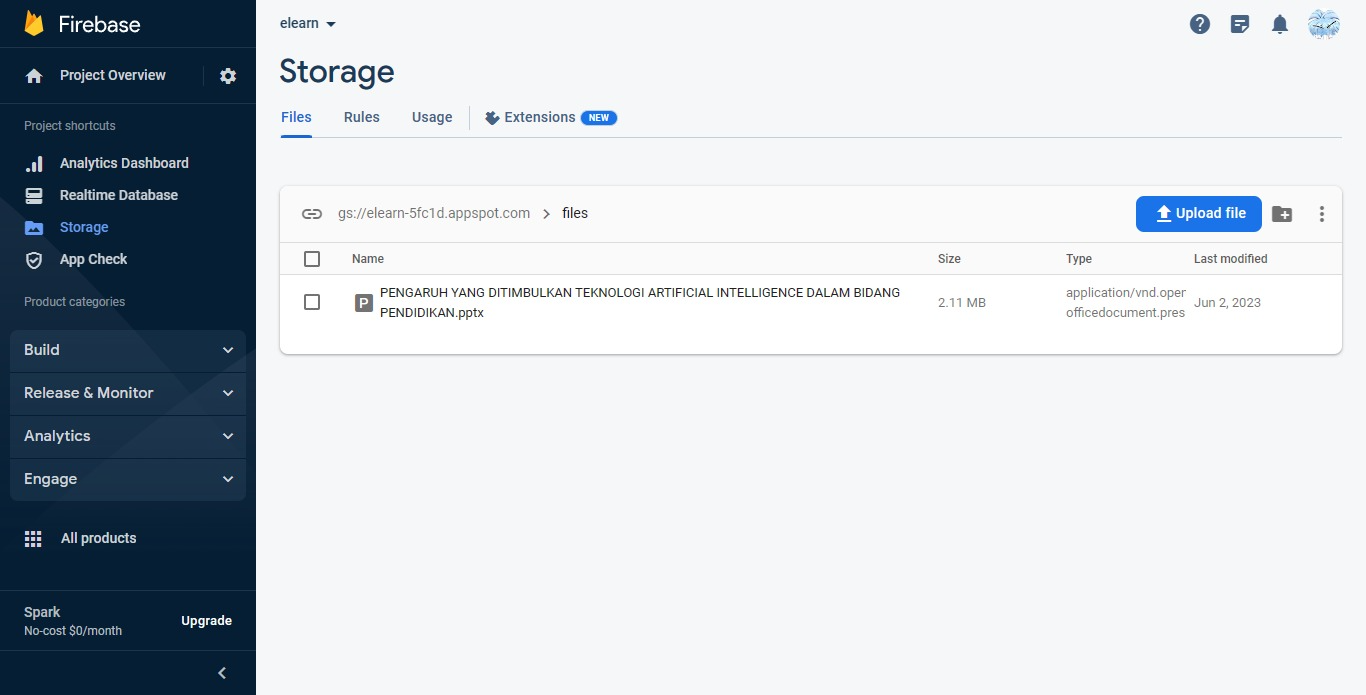 Firebase
elearn
Project Overview
Storage
Files
Rules
Usage
Extensions
NEW
Project shortcuts
Analytics Dashboard
Realtime Database
Storage
App Check
Product categories
Build
Release & Monitor
Analytics
Engage
All products
Spark
No-cost $0/month
Upgrade
gs://elearn-5fc1d.appspot.com
files
Upload file
Name
Size
Type
Last modified
P
PENGARUH YANG DITIMBULKAN TEKNOLOGI ARTIFICIAL INTELLIGENCE DALAM BIDANG
PENDIDIKAN.pptx
2.11 MB
application/vnd.oper
officedocument.pres
Jun 2, 2023